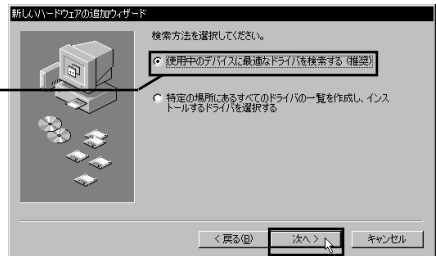 新しいハードウェアの追加ウィザード
検索方法を選択してください。
使用中のデバイスに最適なドライバを検索する（推奨）
特定の場所にあるすべてのドライバの一覧を作成し、インス
トールするドライバを選択する
< 戻る(B)
次へ >
キャンセル